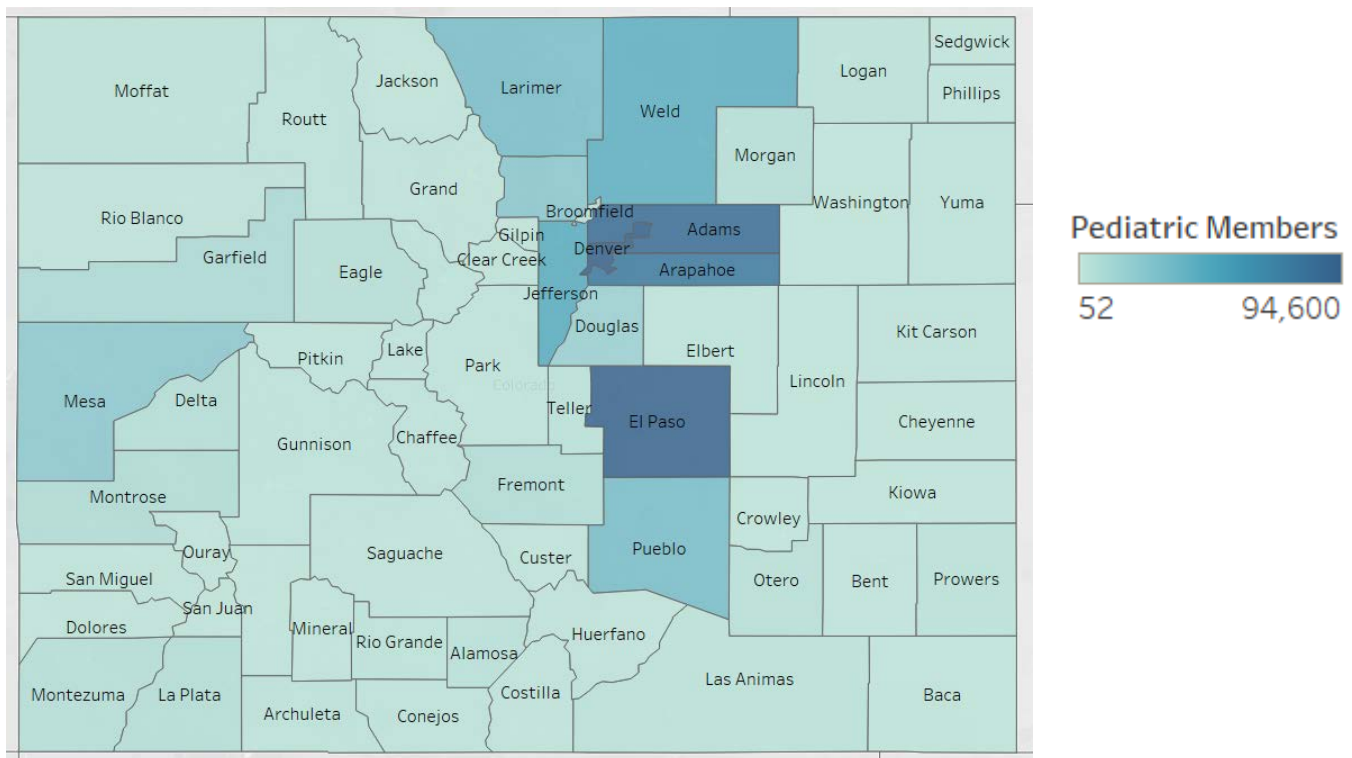 Sedgwick
Logan
Jackson
Larimer
Moffat
Phillips
Weld
Routt
Morgan
Grand
Washington
Yuma
Rio Blanco
Broomfield
Adams
Gilpin
Denver
Garfield
Clear Creek
Eagle
Arapahoe
Jefferson
Douglas
Kit Carson
Lake
Elbert
Pitkin
Park
Lincoln
Colorado
Mesa
Delta
Teller
El Paso
Cheyenne
Chaffee
Gunnison
Fremont
Kiowa
Montrose
Crowley
Pueblo
Ouray
Saguache
Custer
San Miguel
Otero
Bent
Prowers
San Juan
Dolores
Mineral
Huerfano
Rio Grande
Alamosa
Las Animas
Montezuma
La Plata
Costilla
Baca
Archuleta
Conejos
Pediatric Members
52 94,600